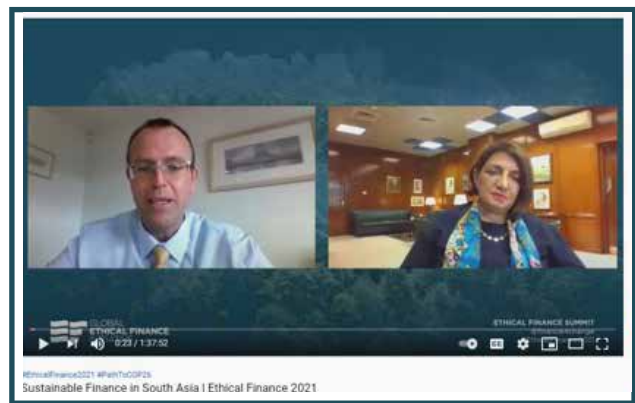 GLOBAL
ETHICAL FINANCE
ETHICAL FINANCE SUMMIT
0:23 / 1:37:52
CC
#EthicalFinance2021 #PathToCOP26
Sustainable Finance in South Asia | Ethical Finance 2021